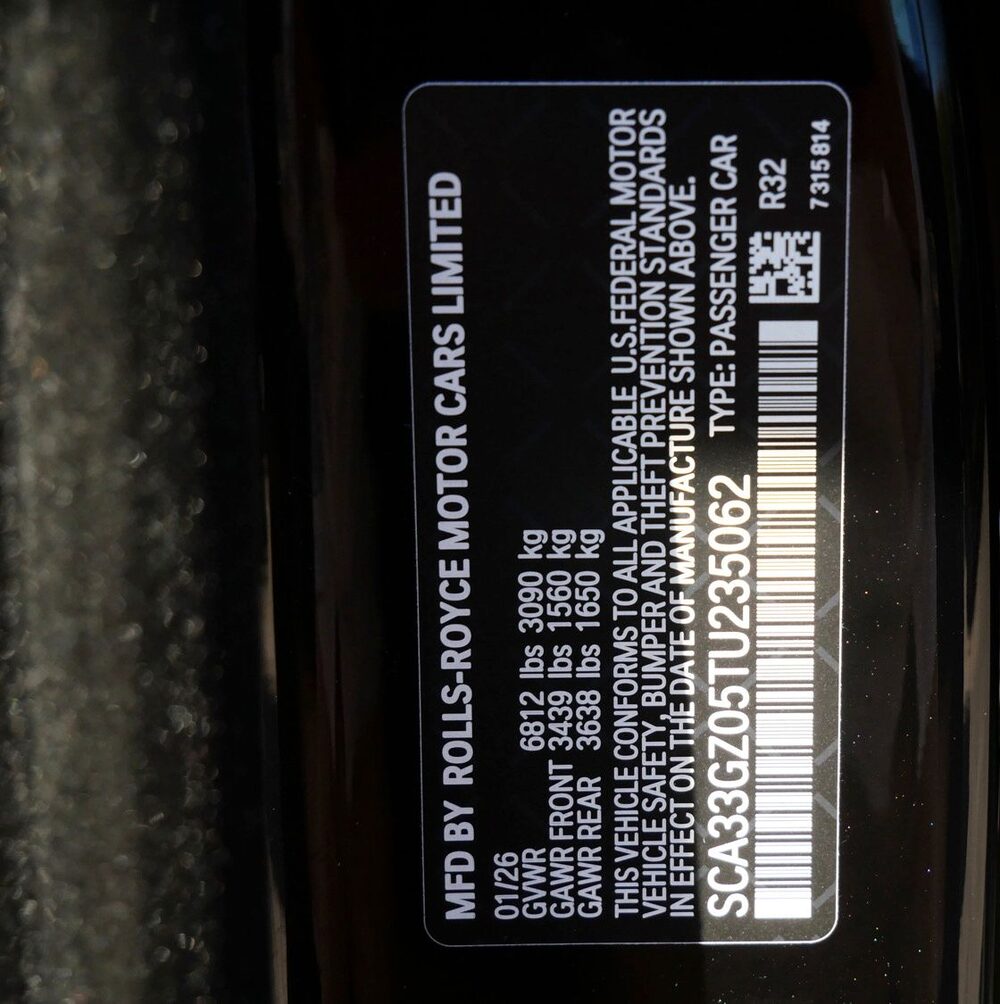 MFD BY ROLLS-ROYCE MOTOR CARS LIMITED
01/26
GVWR 6812 lbs 3090 kg
GAWR FRONT 3439 lbs 1560 kg
GAWR REAR 3638 lbs 1650 kg
THIS VEHICLE CONFORMS TO ALL APPLICABLE U.S.FEDERAL MOTOR
VEHICLE SAFETY, BUMPER AND THEFT PREVENTION STANDARDS
IN EFFECT ON THE DATE OF MANUFACTURE SHOWN ABOVE.
SCA33GZ05TU235062 TYPE: PASSENGER CAR
R32
7 315 814